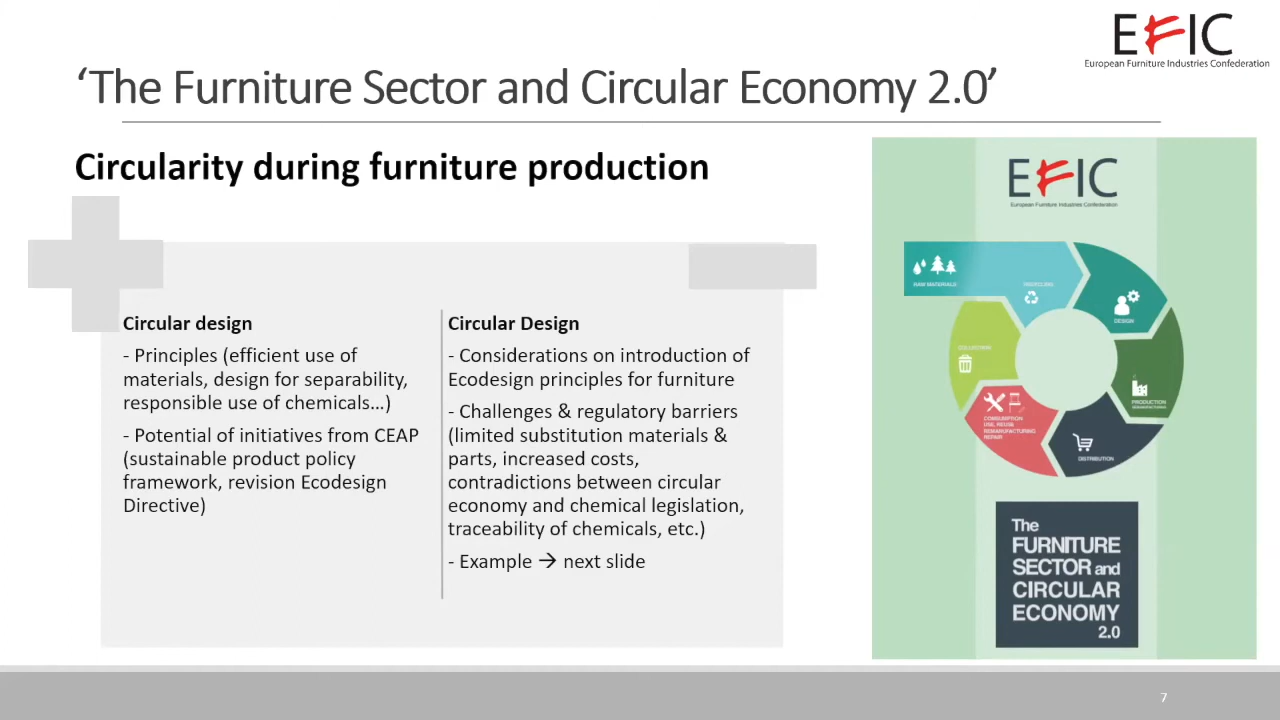 EFIC
European Furniture Industries Confederation
‘The Furniture Sector and Circular Economy 2.0’
Circularity during furniture production
Circular design
- Principles (efficient use of
materials, design for separability,
responsible use of chemicals…)
- Potential of initiatives from CEAP
(sustainable product policy
framework, revision Ecodesign
Directive)
Circular Design
- Considerations on introduction of
Ecodesign principles for furniture
- Challenges & regulatory barriers
(limited substitution materials &
parts, increased costs,
contradictions between circular
economy and chemical legislation,
traceability of chemicals, etc.)
- Example → next slide
EFIC
European Furniture Industries Confederation
RAW MATERIALS
RECYCLING
DESIGN
COLLECTION
PRODUCTION
REMANUFACTURING
CONSUMPTION
USE, REUSE
REMANUFACTURING
REPAIR
DISTRIBUTION
The
FURNITURE
SECTOR and
CIRCULAR
ECONOMY
2.0
7